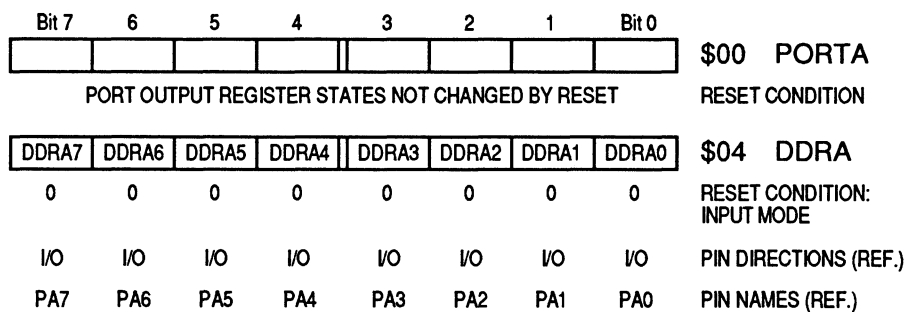 Bit 7 6 5 4 3 2 1 Bit 0
$00 PORTA
PORT OUTPUT REGISTER STATES NOT CHANGED BY RESET RESET CONDITION
DDRA7 DDRA6 DDRA5 DDRA4 DDRA3 DDRA2 DDRA1 DDRA0 $04 DDRA
0 0 0 0 0 0 0 0 RESET CONDITION:
INPUT MODE
I/O I/O I/O I/O I/O I/O I/O I/O PIN DIRECTIONS (REF.)
PA7 PA6 PA5 PA4 PA3 PA2 PA1 PA0 PIN NAMES (REF.)